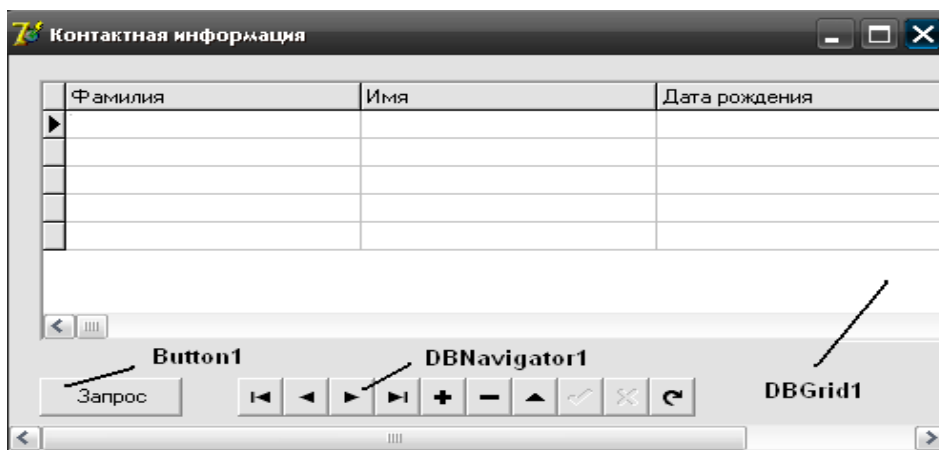 Контактная информация
Фамилия Имя Дата рождения
Button1 DBNavigator1
Запрос DBGrid1